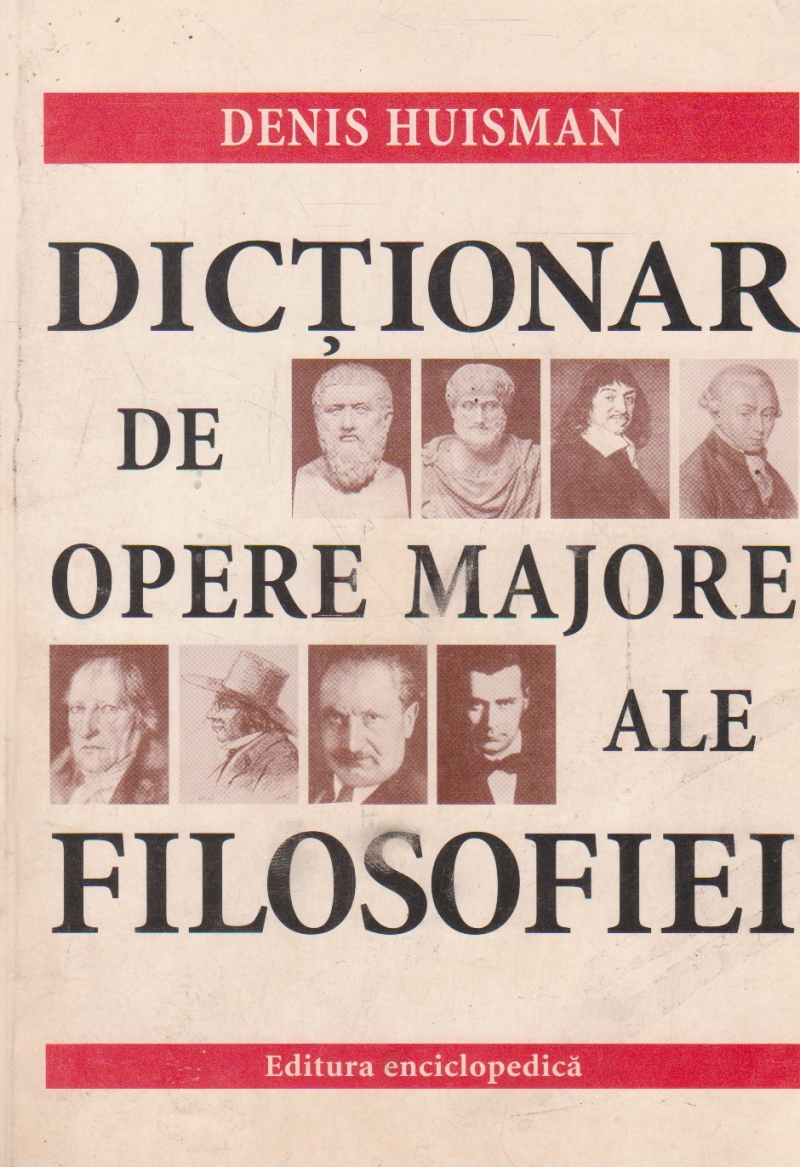 DENIS HUISMAN
DICȚIONAR
DE
OPERE MAJORE
ALE
FILOSOFIEI
Editura enciclopedică